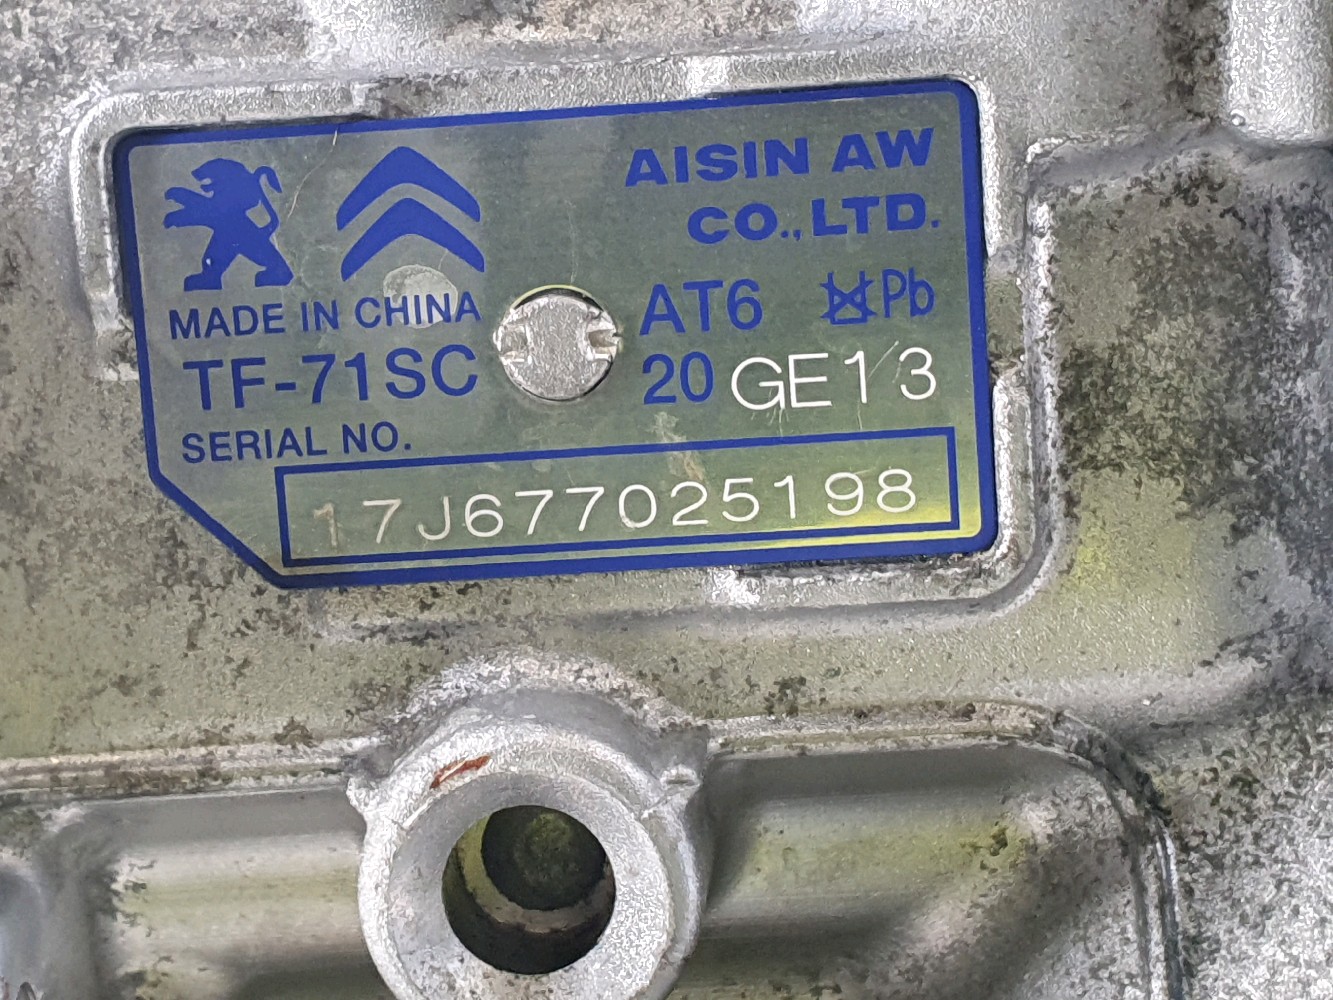 AISIN AW
CO.,LTD.
MADE IN CHINA
AT6 Pb
TF-71SC
20 GE13
SERIAL NO.
17J677025198